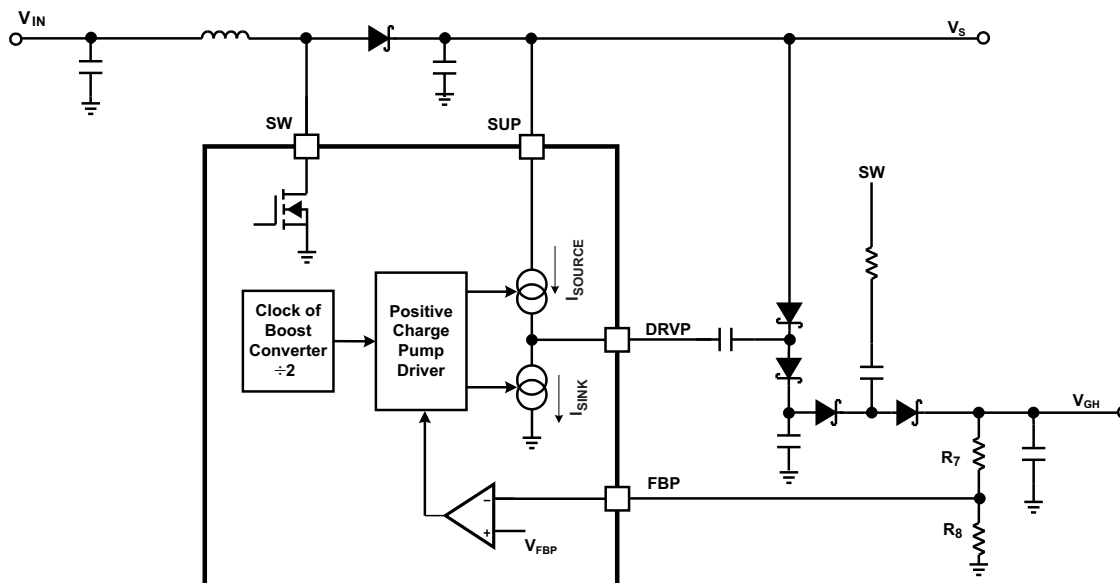 VIN
VS
SW
SUP
SW
ISOURCE
Clock of
Boost
Converter
÷2
Positive
Charge
Pump
Driver
DRVP
ISINK
VGH
R7
FBP
−
+
VFBP
R8